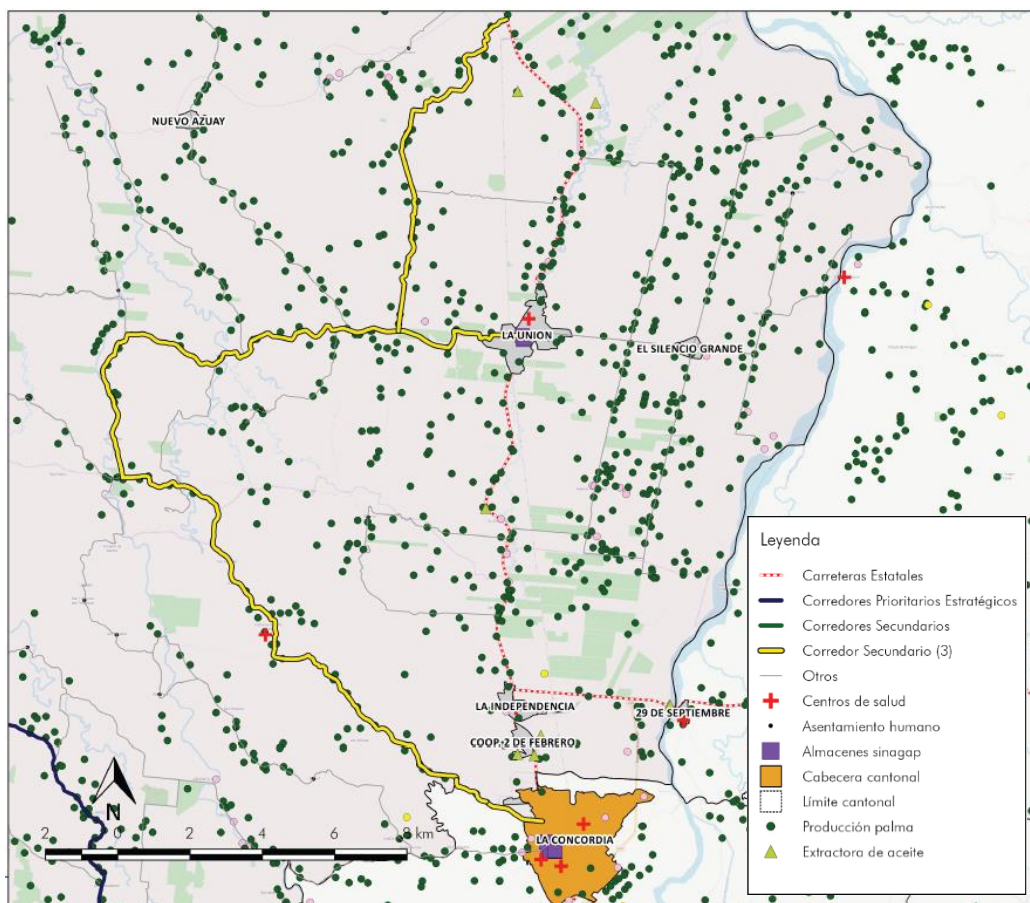 NUEVO AZUAY
LA UNION
EL SILENCIO GRANDE
LA INDEPENDENCIA
29 DE SEPTIEMBRE
COOP. 2 DE FEBRERO
LA CONCORDIA
N
2 0 2 4 6 8 km
Leyenda
Carreteras Estatales
Corredores Prioritarios Estratégicos
Corredores Secundarios
Corredor Secundario (3)
Otros
Centros de salud
Asentamiento humano
Almacenes sinagap
Cabecera cantonal
Límite cantonal
Producción palma
Extractora de aceite